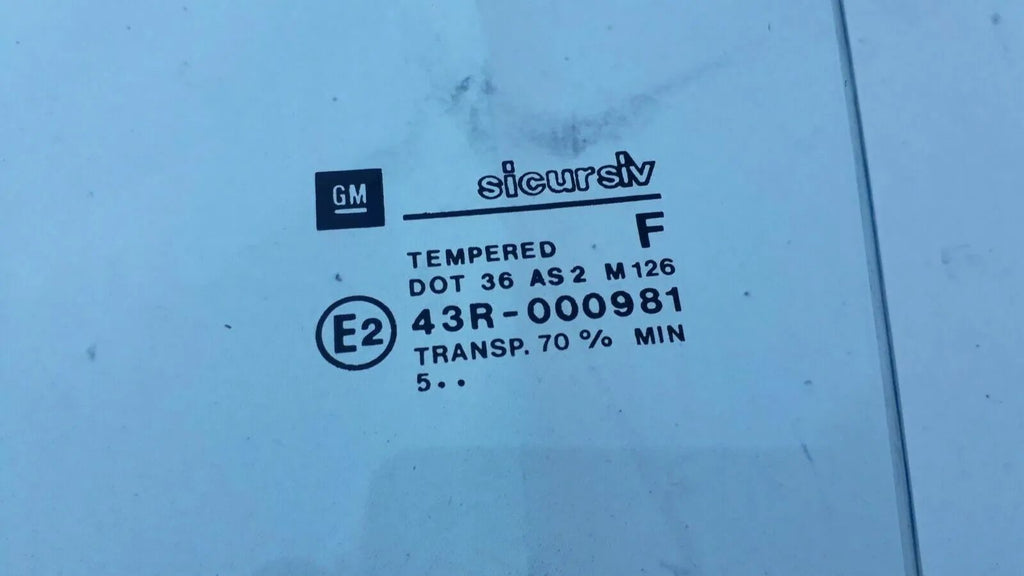 GM
sicursiv
TEMPERED F
DOT 36 AS2 M126
E2 43R-000981
TRANSP. 70 % MIN
5..